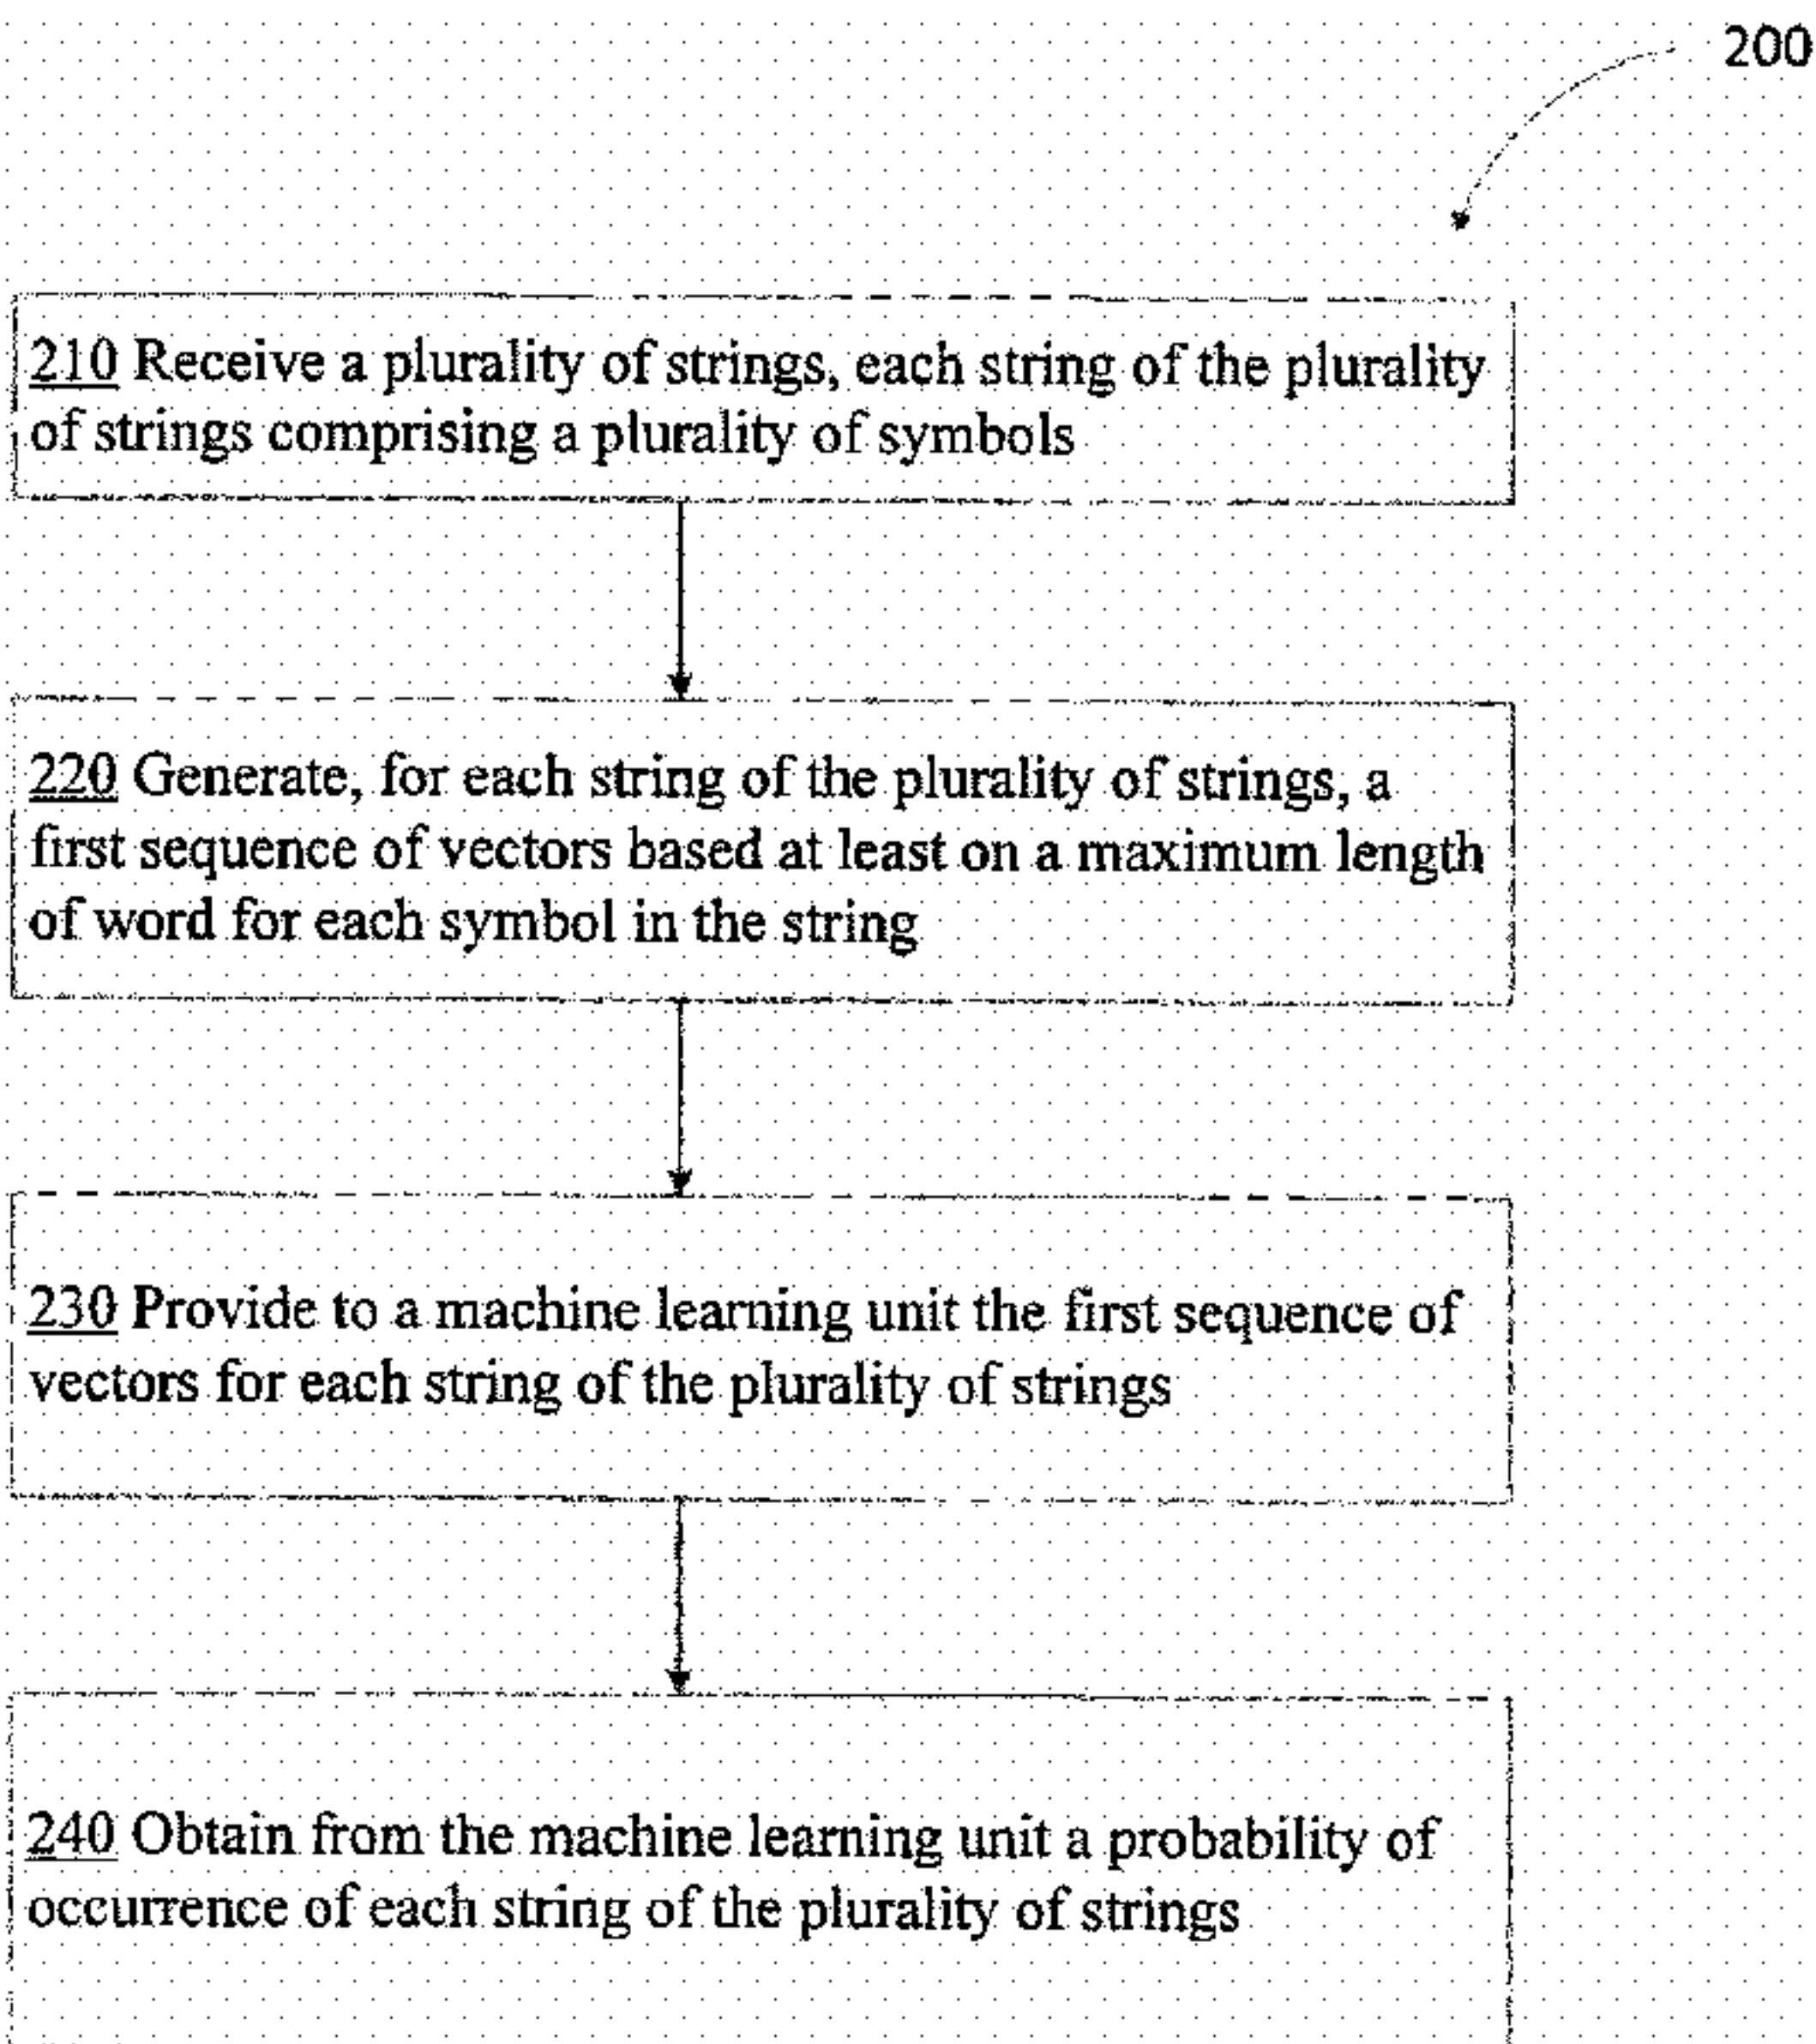 200
210 Receive a plurality of strings, each string of the plurality
of strings comprising a plurality of symbols
220 Generate, for each string of the plurality of strings, a
first sequence of vectors based at least on a maximum length
of word for each symbol in the string
230 Provide to a machine learning unit the first sequence of
vectors for each string of the plurality of strings
240 Obtain from the machine learning unit a probability of
occurrence of each string of the plurality of strings